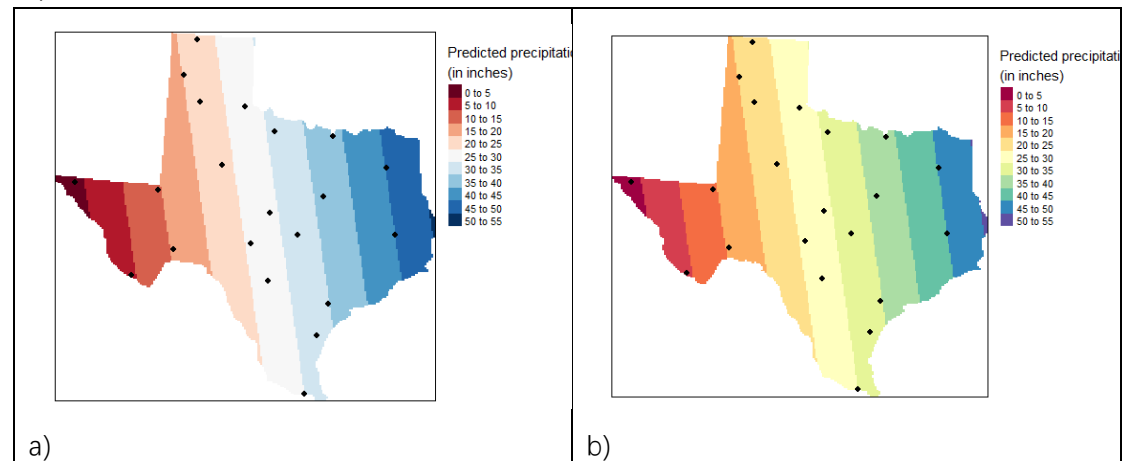 Predicted precipitatio
(in inches)
0 to 5
5 to 10
10 to 15
15 to 20
20 to 25
25 to 30
30 to 35
35 to 40
40 to 45
45 to 50
50 to 55
a)
Predicted precipitati
(in inches)
0 to 5
5 to 10
10 to 15
15 to 20
20 to 25
25 to 30
30 to 35
35 to 40
40 to 45
45 to 50
50 to 55
b)